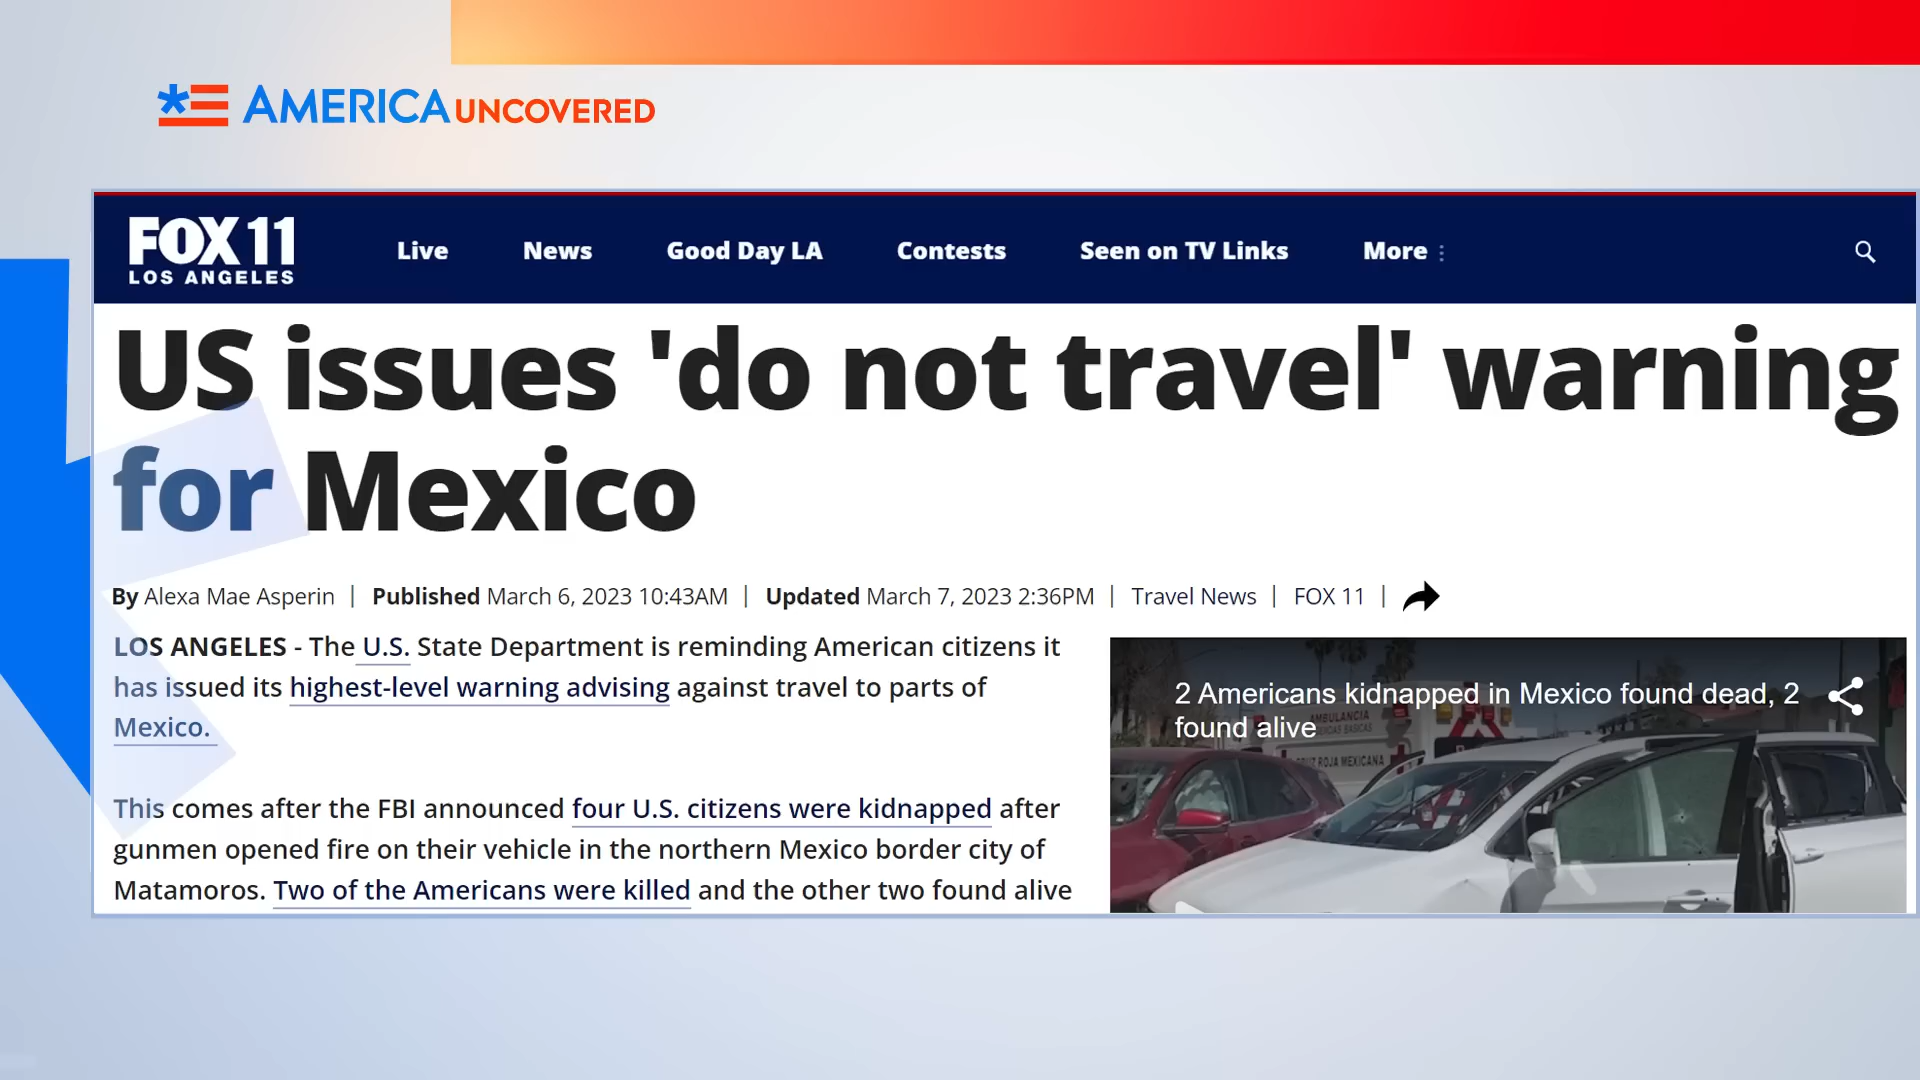 AMERICA UNCOVERED
FOX 11
LOS ANGELES
Live News Good Day LA Contests Seen on TV Links More
US issues 'do not travel' warning
for Mexico
By Alexa Mae Asperin | Published March 6, 2023 10:43AM | Updated March 7, 2023 2:36PM | Travel News | FOX 11 |
LOS ANGELES - The U.S. State Department is reminding American citizens it
has issued its highest-level warning advising against travel to parts of
Mexico.
This comes after the FBI announced four U.S. citizens were kidnapped after
gunmen opened fire on their vehicle in the northern Mexico border city of
Matamoros. Two of the Americans were killed and the other two found alive
2 Americans kidnapped in Mexico found dead, 2
found alive
AMBULANCIA
BASICAS
CRUZ ROJA MEXICANA